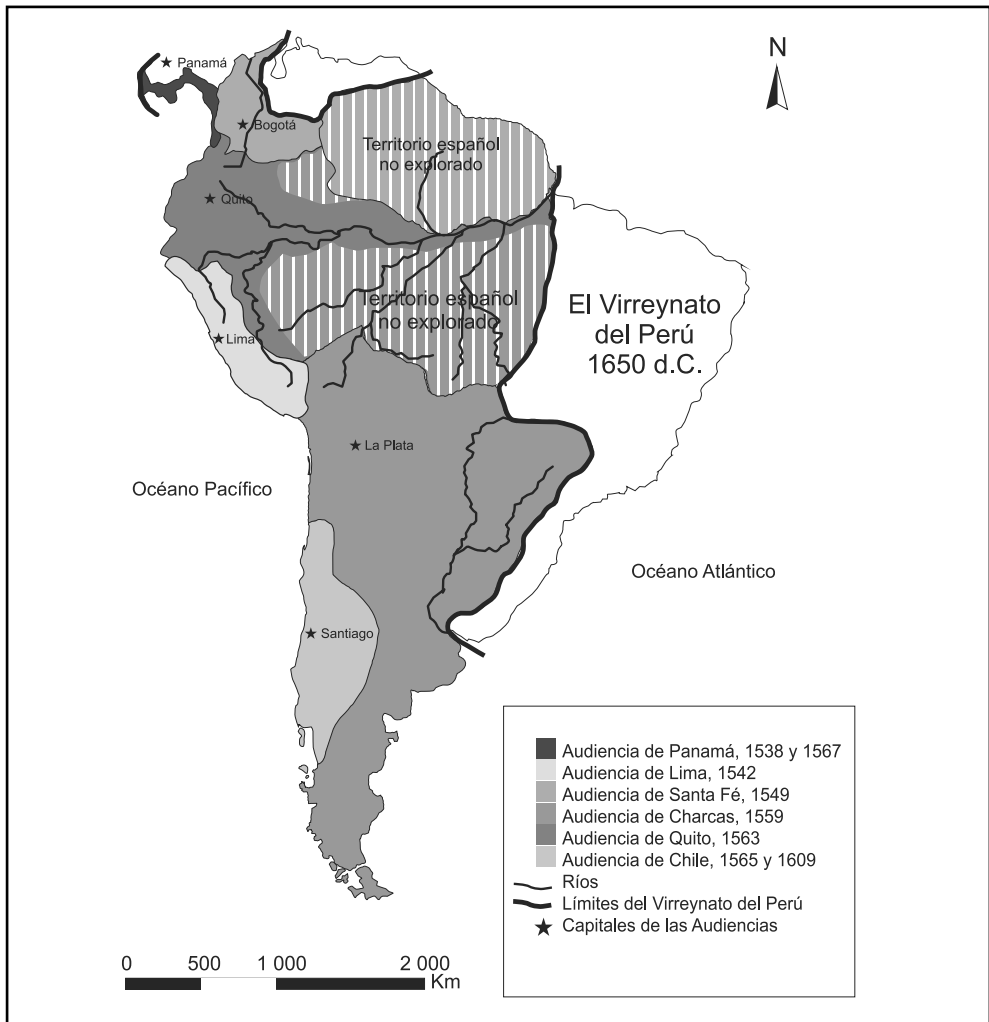 N
Panamá
Bogotá
Territorio español
no explorado
Quito
Territorio español
no explorado
El Virreynato
del Perú
1650 d.C.
Lima
La Plata
Océano Pacífico
Océano Atlántico
Santiago
Audiencia de Panamá, 1538 y 1567
Audiencia de Lima, 1542
Audiencia de Santa Fé, 1549
Audiencia de Charcas, 1559
Audiencia de Quito, 1563
Audiencia de Chile, 1565 y 1609
Ríos
Límites del Virreynato del Perú
Capitales de las Audiencias
0 500 1 000 2 000
Km